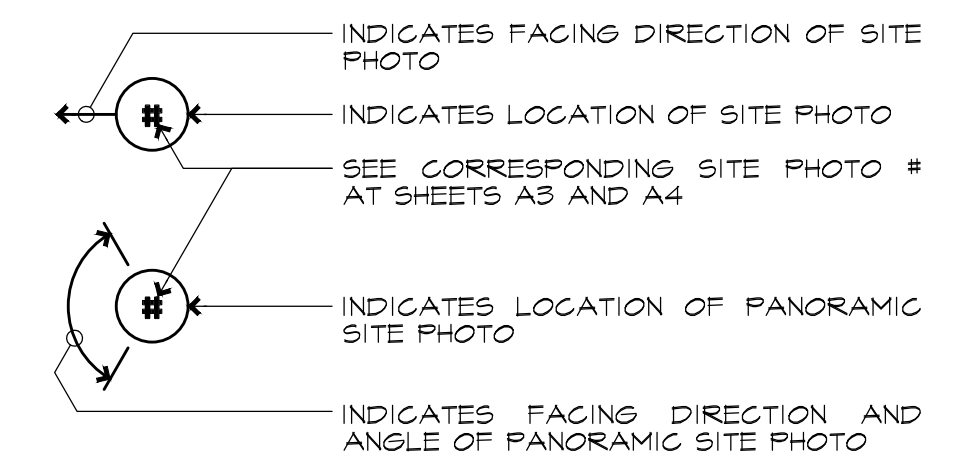 INDICATES FACING DIRECTION OF SITE
PHOTO
#
INDICATES LOCATION OF SITE PHOTO
SEE CORRESPONDING SITE PHOTO #
AT SHEETS A3 AND A4
#
INDICATES LOCATION OF PANORAMIC
SITE PHOTO
INDICATES FACING DIRECTION AND
ANGLE OF PANORAMIC SITE PHOTO